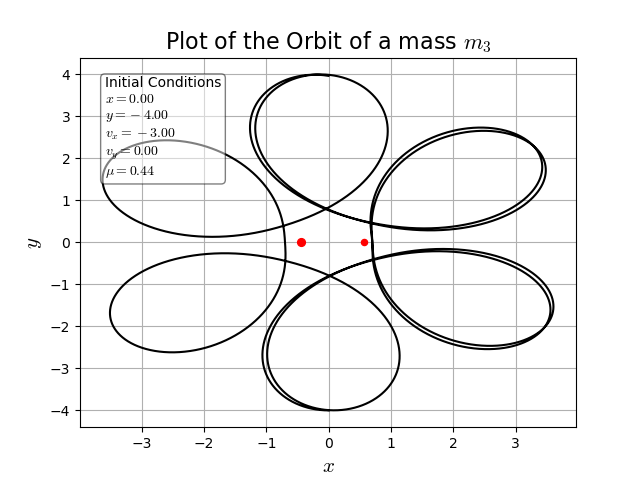 Plot of the Orbit of a mass m₃
Initial Conditions
x = 0.00
y = −4.00
vₓ = −3.00
v_y = 0.00
μ = 0.44
4
3
2
1
0
−1
−2
−3
−4
y
−3
−2
−1
0
1
2
3
x